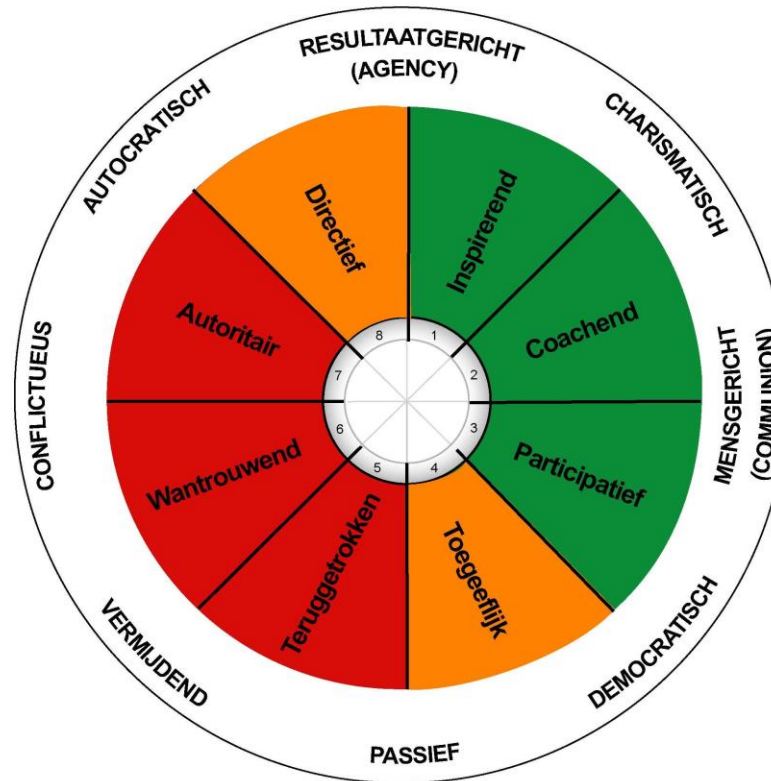 RESULTAATGERICHT
(AGENCY)
CHARISMATISCH
MENSGERICHT
(COMMUNION)
DEMOCRATISCH
PASSIEF
VERMIJDEND
CONFLICTUEUS
AUTOCRATISCH
Inspirerend
Coachend
Participatief
Toegeeflijk
Teruggetrokken
Wantrouwend
Autoritair
Directief
1
2
3
4
5
6
7
8